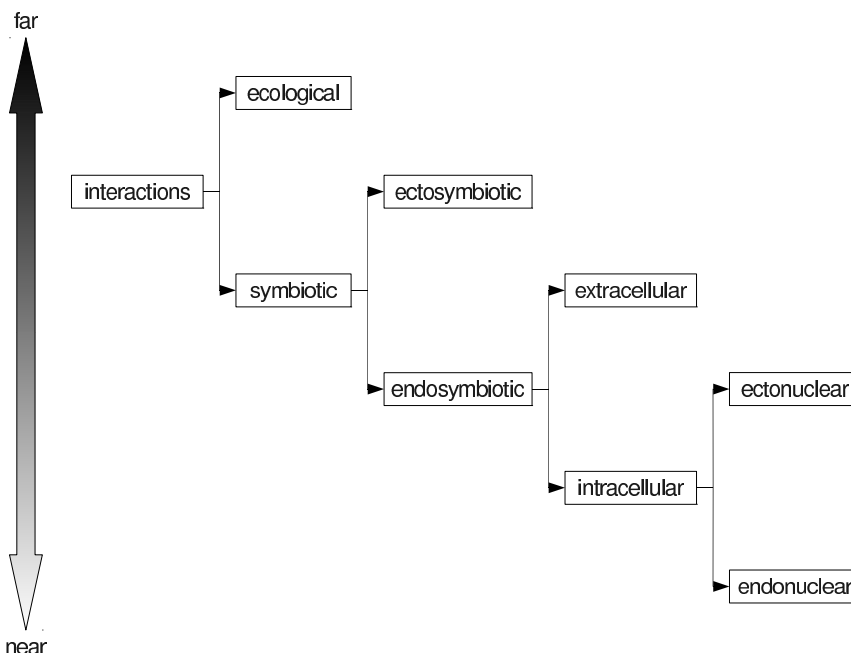 far
ecological
interactions
ectosymbiotic
symbiotic
extracellular
endosymbiotic
ectonuclear
intracellular
endonuclear
near